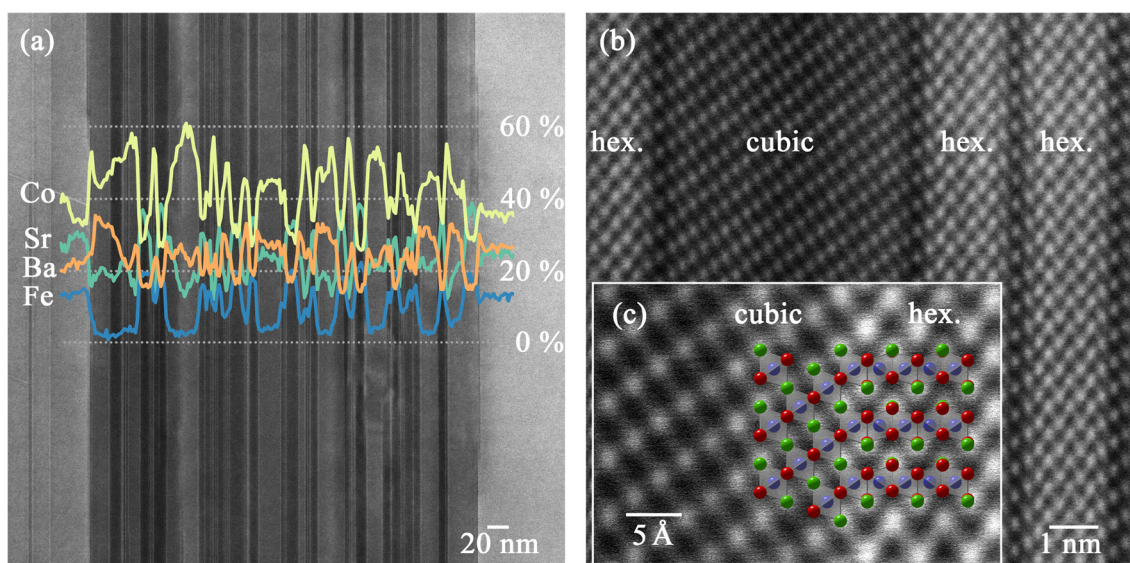 (a)
60 %
Co
40 %
Sr
Ba
20 %
Fe
0 %
20 nm
(b)
hex.
cubic
hex.
hex.
(c)
cubic
hex.
5 Å
1 nm